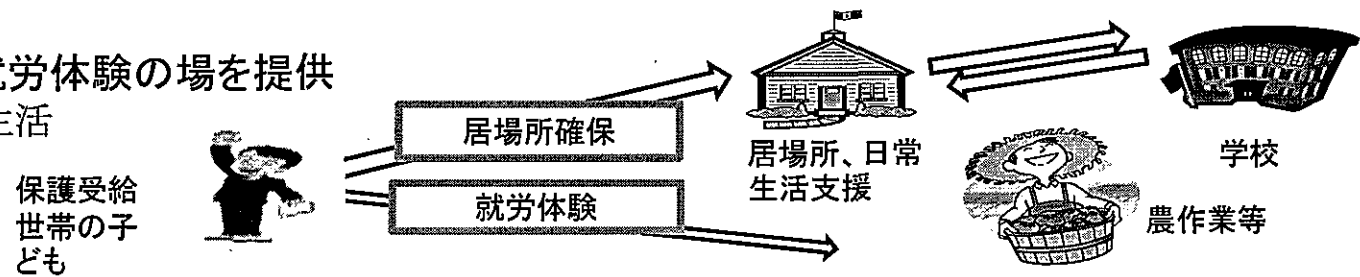 労体験の場を提供
生活
保護受給
世帯の子
ども
居場所確保
就労体験
居場所、日常
生活支援
学校
農作業等